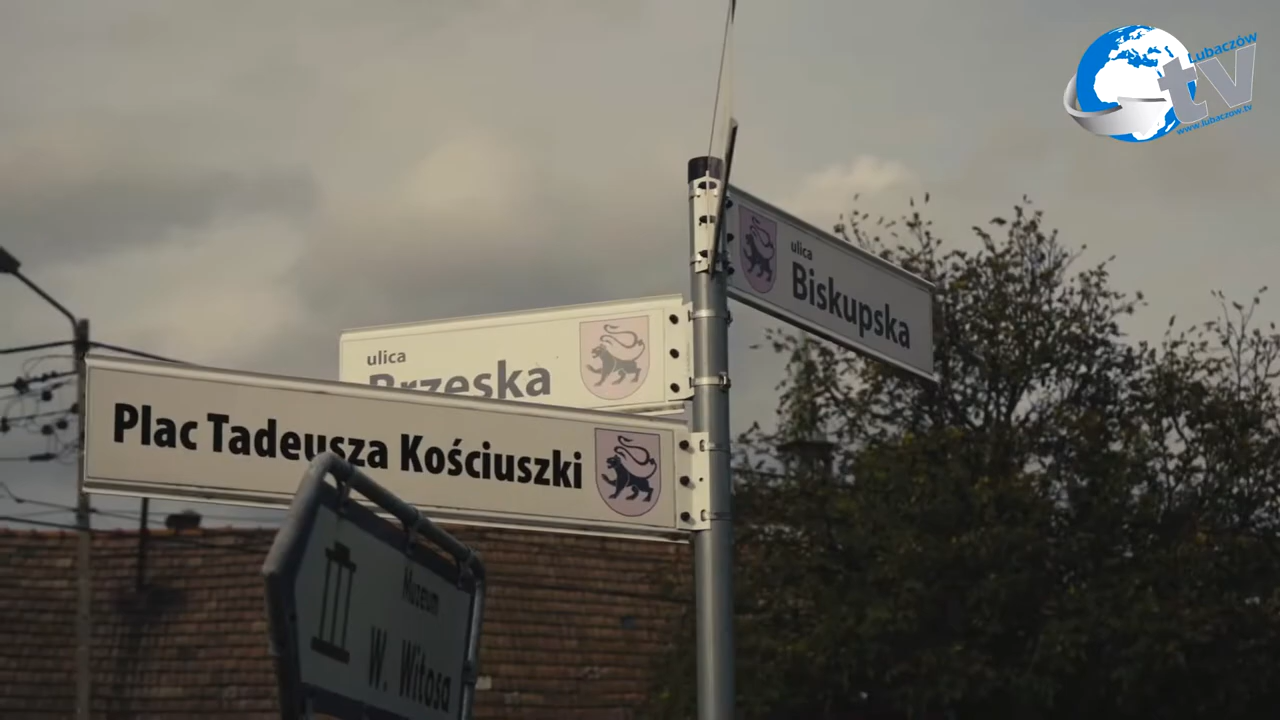 Lubaczów
tv
www.lubaczow.tv
ulica
Biskupska
ulica
Brzeska
Plac Tadeusza Kościuszki
Muzeum
W. Witosa